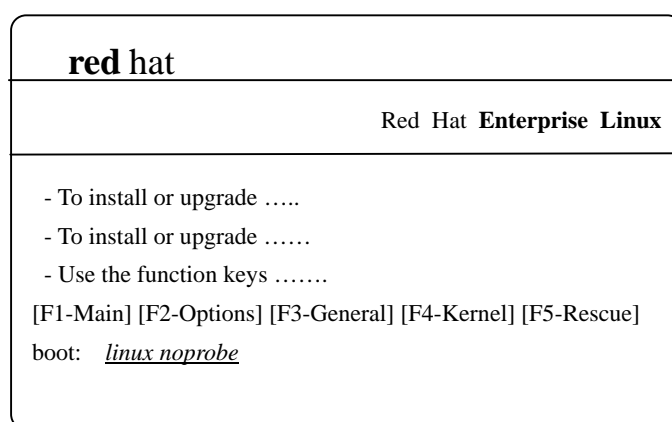 red hat
Red Hat Enterprise Linux
- To install or upgrade …..
- To install or upgrade ……
- Use the function keys …….
[F1-Main] [F2-Options] [F3-General] [F4-Kernel] [F5-Rescue]
boot: linux noprobe